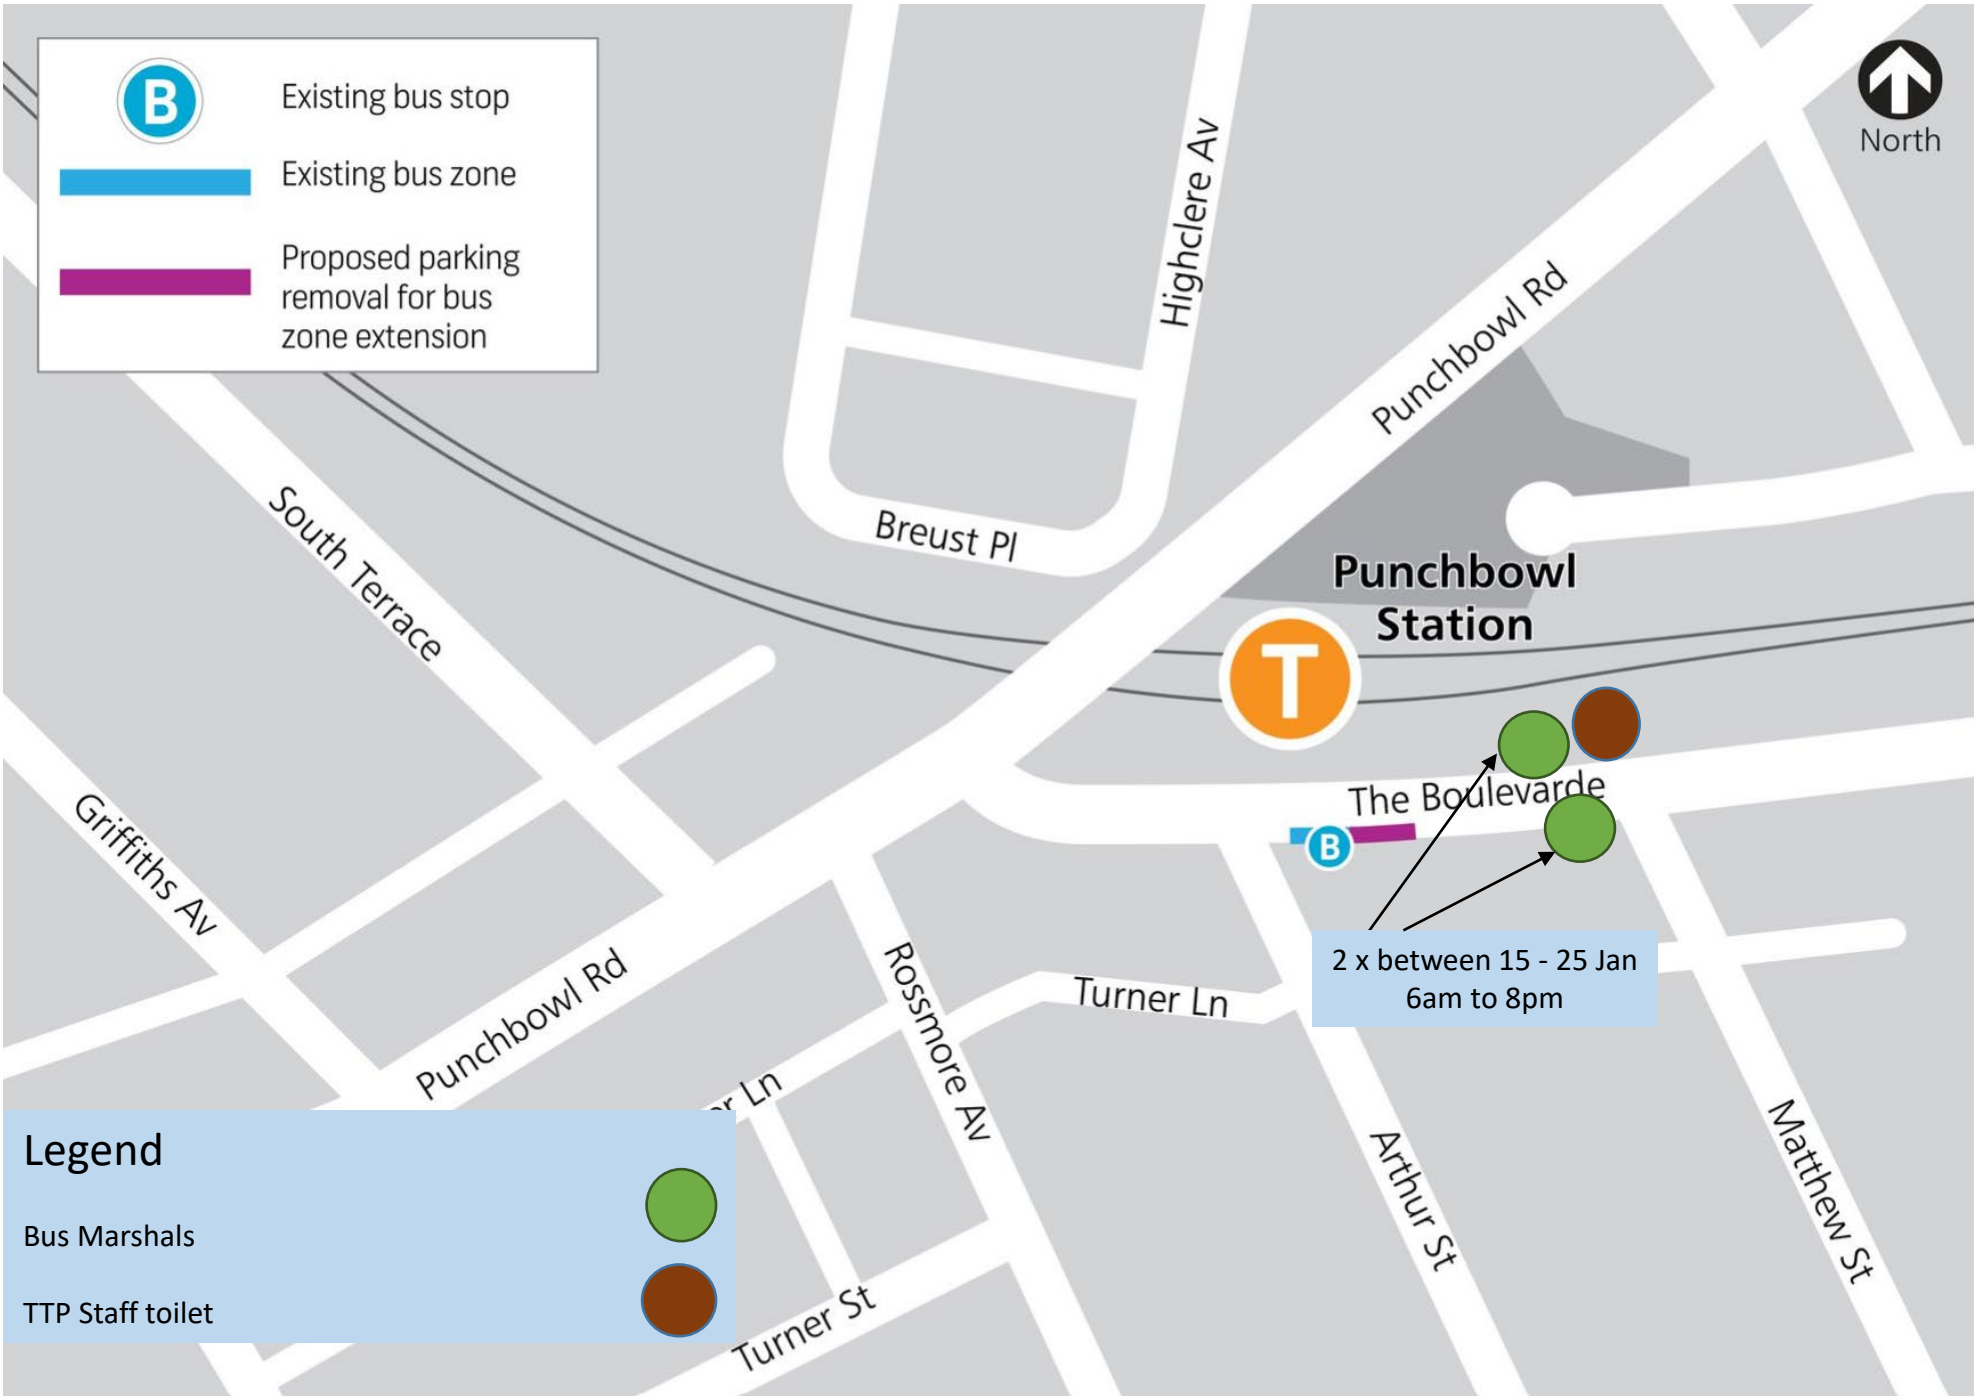 B
Existing bus stop
Existing bus zone
Proposed parking
removal for bus
zone extension
North
Highclere Av
Punchbowl Rd
South Terrace
Breust Pl
Punchbowl
Station
T
The Boulevarde
B
Griffiths Av
2 x between 15 - 25 Jan
6am to 8pm
Punchbowl Rd
Rossmore Av
Turner Ln
Ln
Arthur St
Matthew St
Turner St
Legend
Bus Marshals
TTP Staff toilet